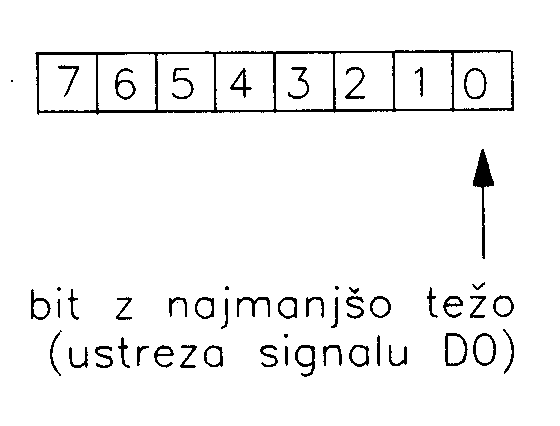 7 6 5 4 3 2 1 0
bit z najmanjšo težo
(ustreza signalu D0)